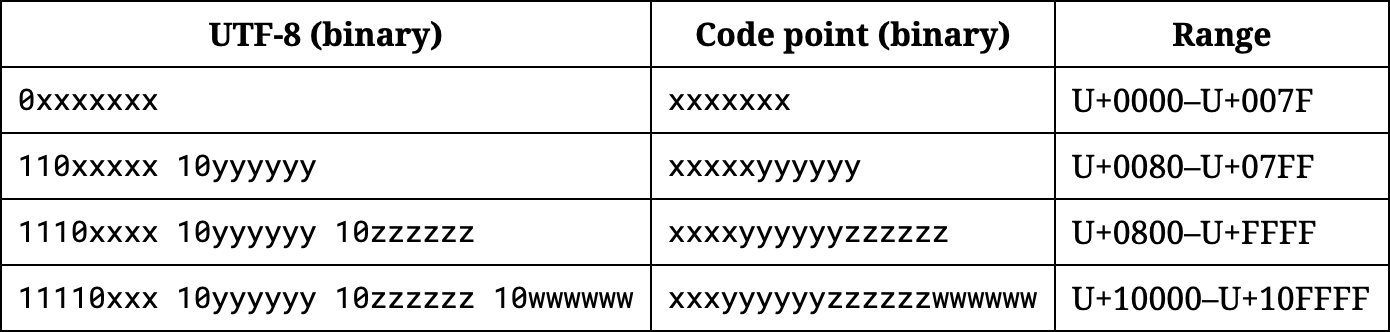 UTF-8 (binary) Code point (binary) Range
0xxxxxxx xxxxxxx U+0000–U+007F
110xxxxx 10yyyyyy xxxxxyyyyyy U+0080–U+07FF
1110xxxx 10yyyyyy 10zzzzzz xxxxyyyyyyzzzzzz U+0800–U+FFFF
11110xxx 10yyyyyy 10zzzzzz 10wwwwww xxxyyyyyyzzzzzzwwwwww U+10000–U+10FFFF